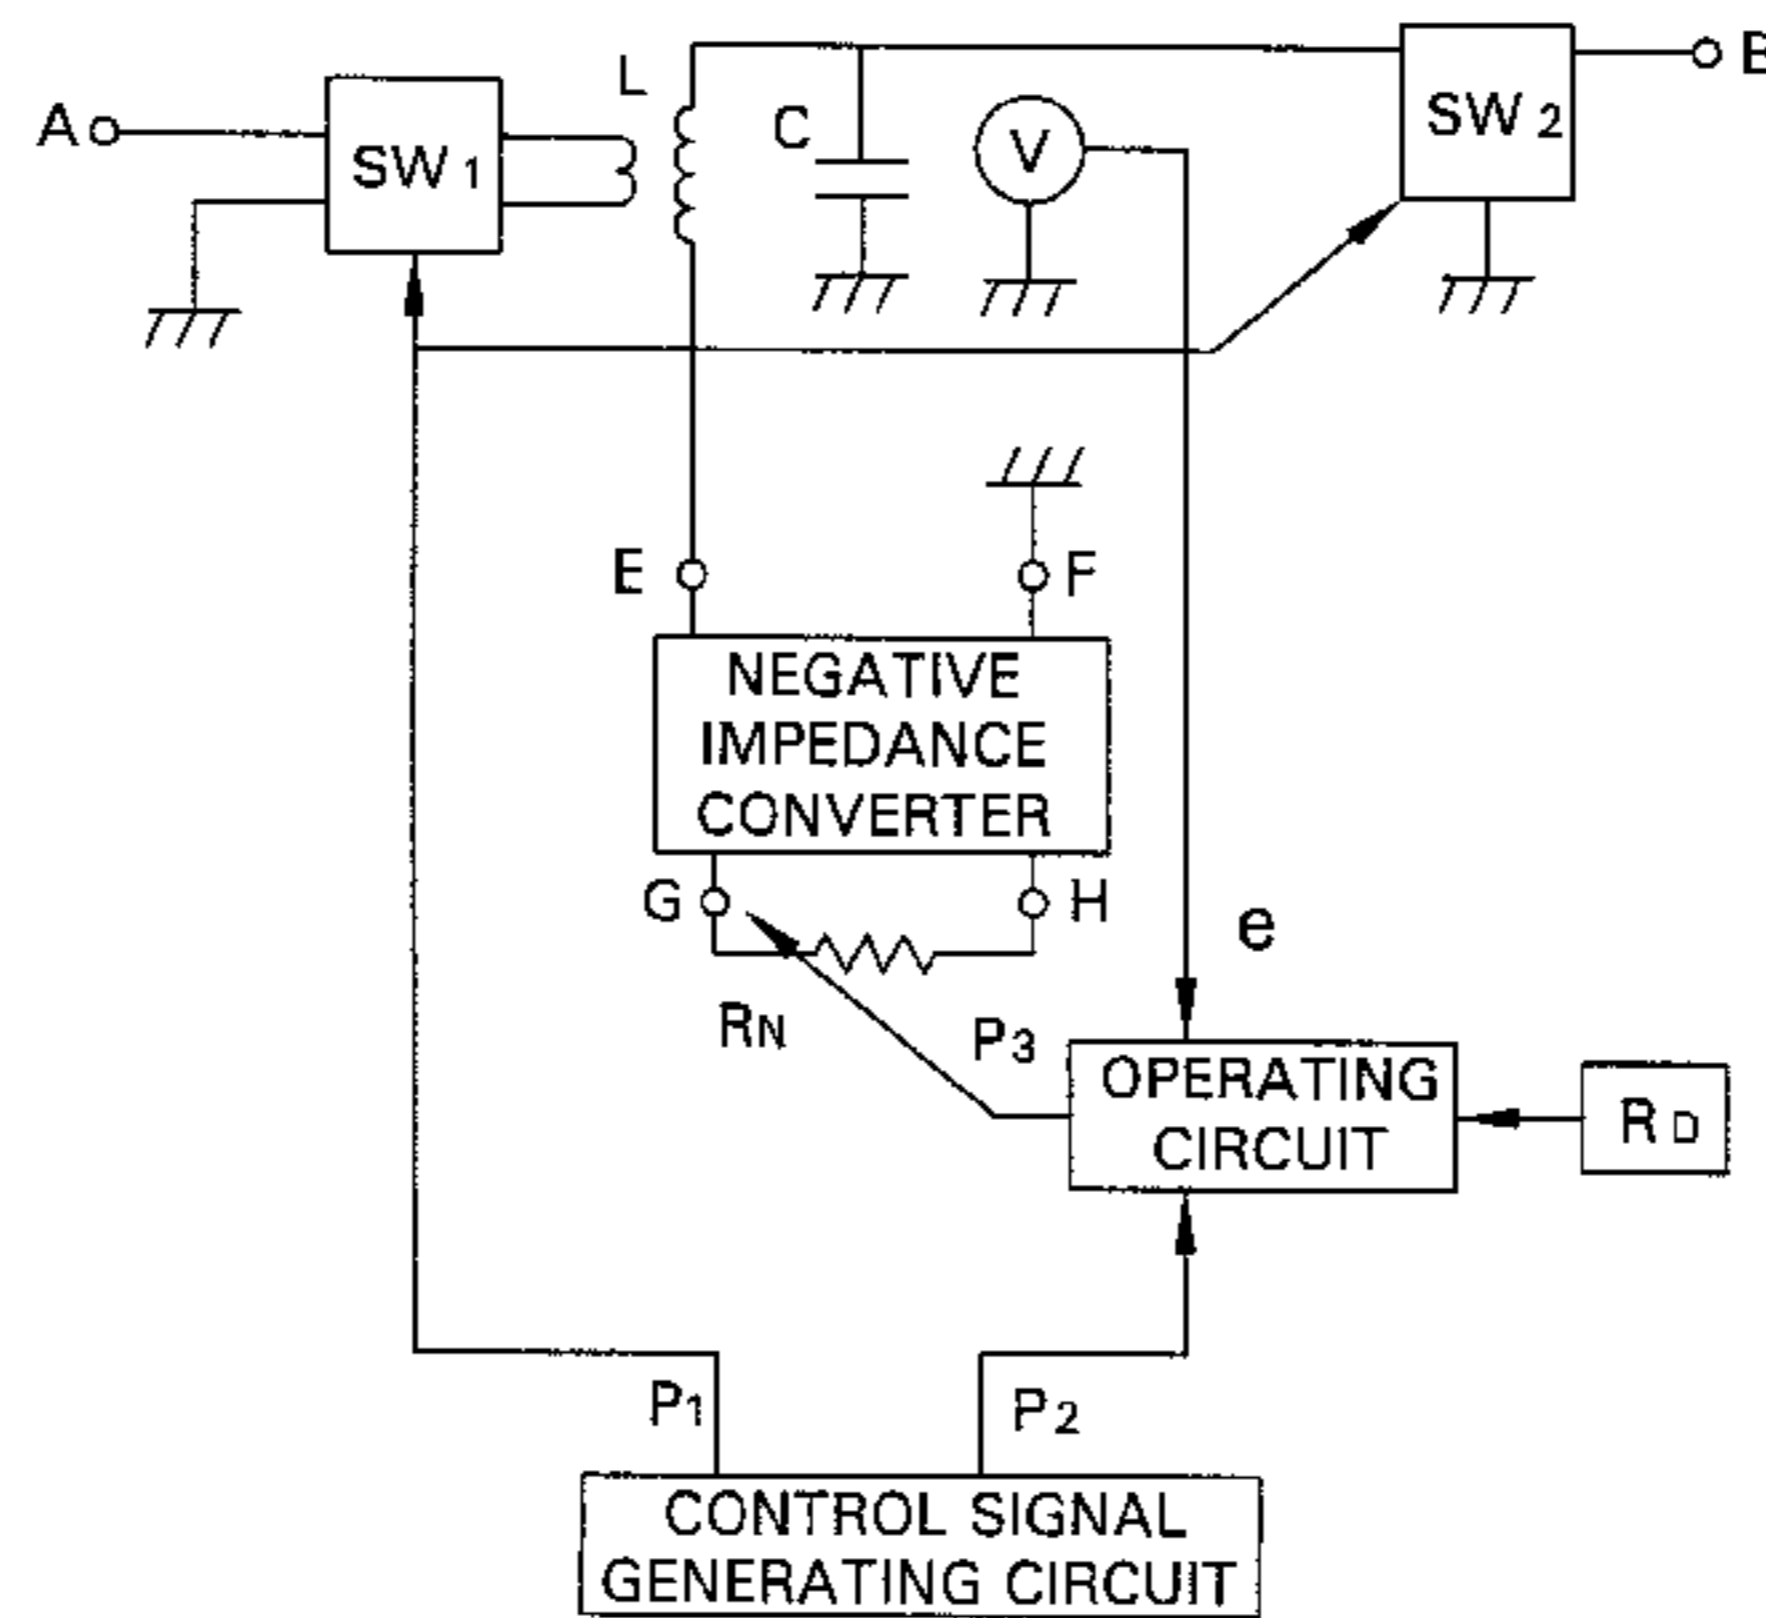 A
SW1
L
C
V
SW2
B
E
F
NEGATIVE
IMPEDANCE
CONVERTER
G
H
RN
e
P3
OPERATING
CIRCUIT
RD
P1
P2
CONTROL SIGNAL
GENERATING CIRCUIT